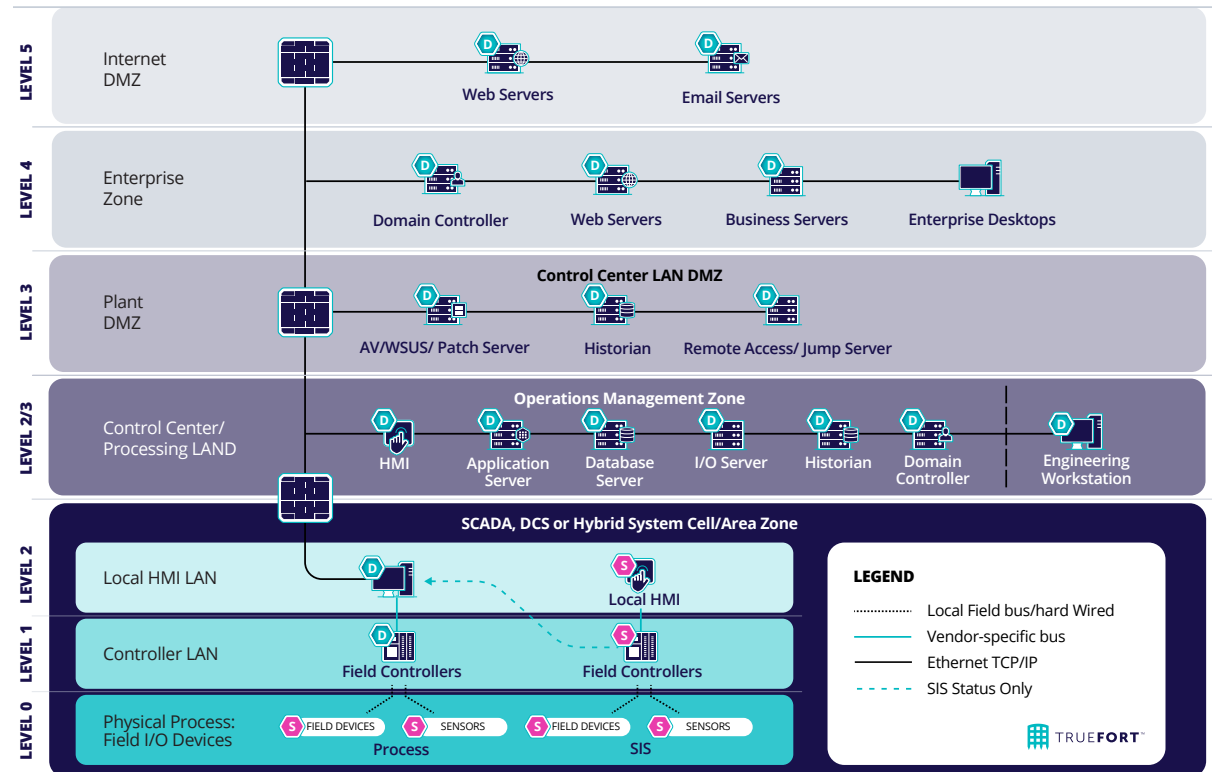 LEVEL 5
Internet
DMZ
D
D
Web Servers
Email Servers
LEVEL 4
Enterprise
Zone
D
D
D
Domain Controller
Web Servers
Business Servers
Enterprise Desktops
LEVEL 3
Plant
DMZ
Control Center LAN DMZ
D
D
D
AV/WSUS/ Patch Server
Historian
Remote Access/ Jump Server
LEVEL 2/3
Control Center/
Processing LAND
Operations Management Zone
D
D
D
D
D
D
D
HMI
Application
Server
Database
Server
I/O Server
Historian
Domain
Controller
Engineering
Workstation
SCADA, DCS or Hybrid System Cell/Area Zone
LEVEL 2
Local HMI LAN
D
S
Local HMI
LEVEL 1
Controller LAN
D
S
Field Controllers
Field Controllers
LEVEL 0
Physical Process:
Field I/O Devices
S FIELD DEVICES
S SENSORS
S FIELD DEVICES
S SENSORS
Process
SIS
LEGEND
Local Field bus/hard Wired
Vendor-specific bus
Ethernet TCP/IP
SIS Status Only
TRUEFORT™